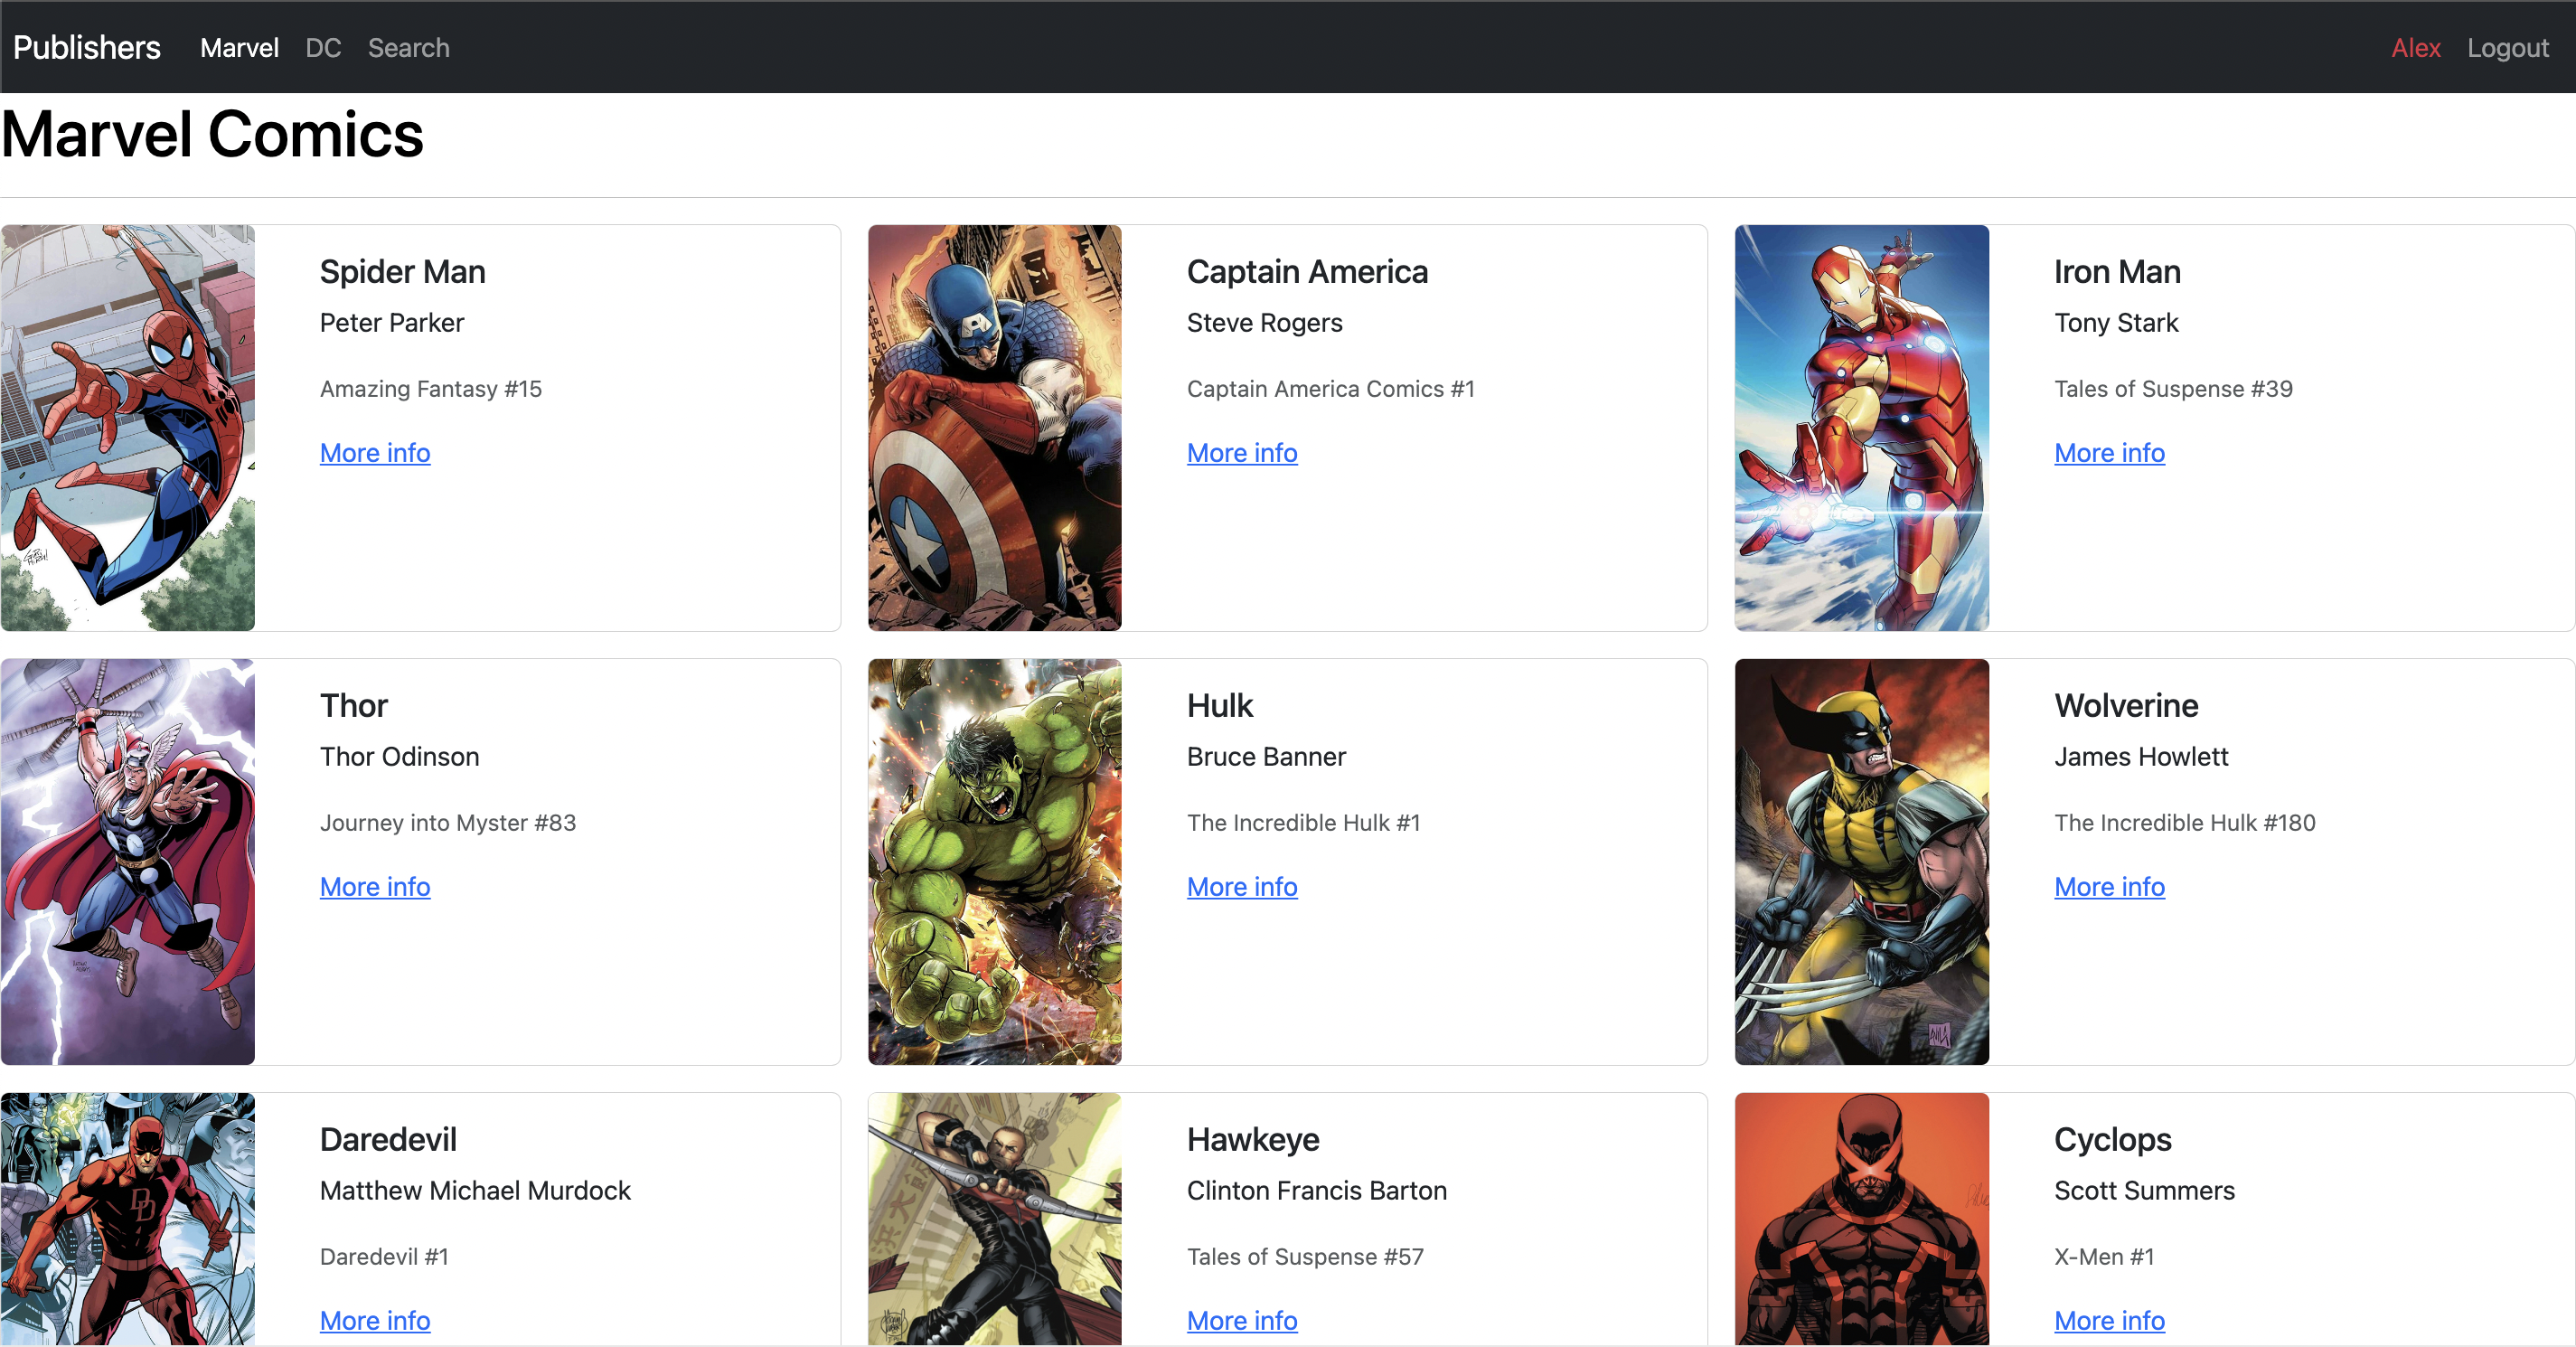 Publishers Marvel DC Search Alex Logout
Marvel Comics
Spider Man
Peter Parker
Amazing Fantasy #15
More info
Captain America
Steve Rogers
Captain America Comics #1
More info
Iron Man
Tony Stark
Tales of Suspense #39
More info
Thor
Thor Odinson
Journey into Myster #83
More info
Hulk
Bruce Banner
The Incredible Hulk #1
More info
Wolverine
James Howlett
The Incredible Hulk #180
More info
Daredevil
Matthew Michael Murdock
Daredevil #1
More info
Hawkeye
Clinton Francis Barton
Tales of Suspense #57
More info
Cyclops
Scott Summers
X-Men #1
More info